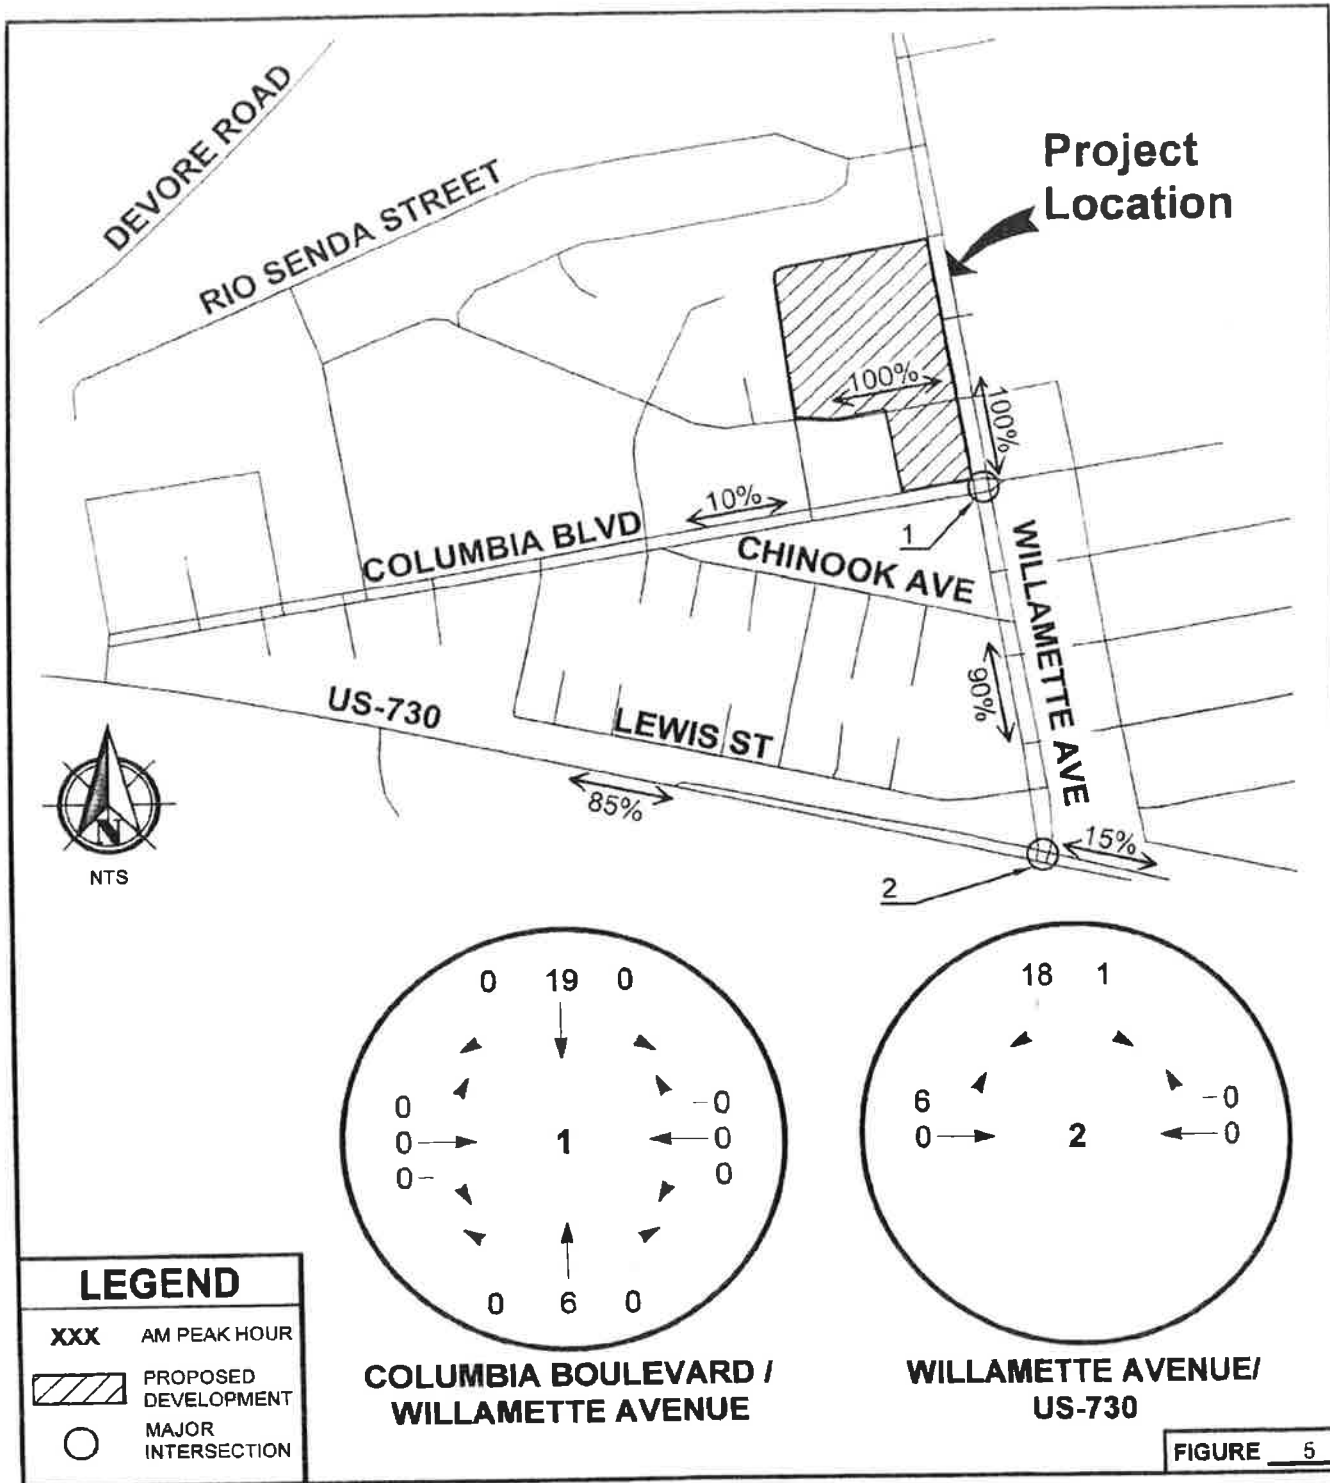 DEVORE ROAD
RIO SENDA STREET
Project
Location
100%
100%
10%
COLUMBIA BLVD
1
CHINOOK AVE
WILLAMETTE AVE
90%
US-730
LEWIS ST
85%
15%
2
N
NTS
0 19 0
0
0
0
1
0
0
0
0 6 0
COLUMBIA BOULEVARD /
WILLAMETTE AVENUE
18 1
6
0
2
0
0
WILLAMETTE AVENUE/
US-730
LEGEND
XXX AM PEAK HOUR
PROPOSED
DEVELOPMENT
MAJOR
INTERSECTION
FIGURE 5